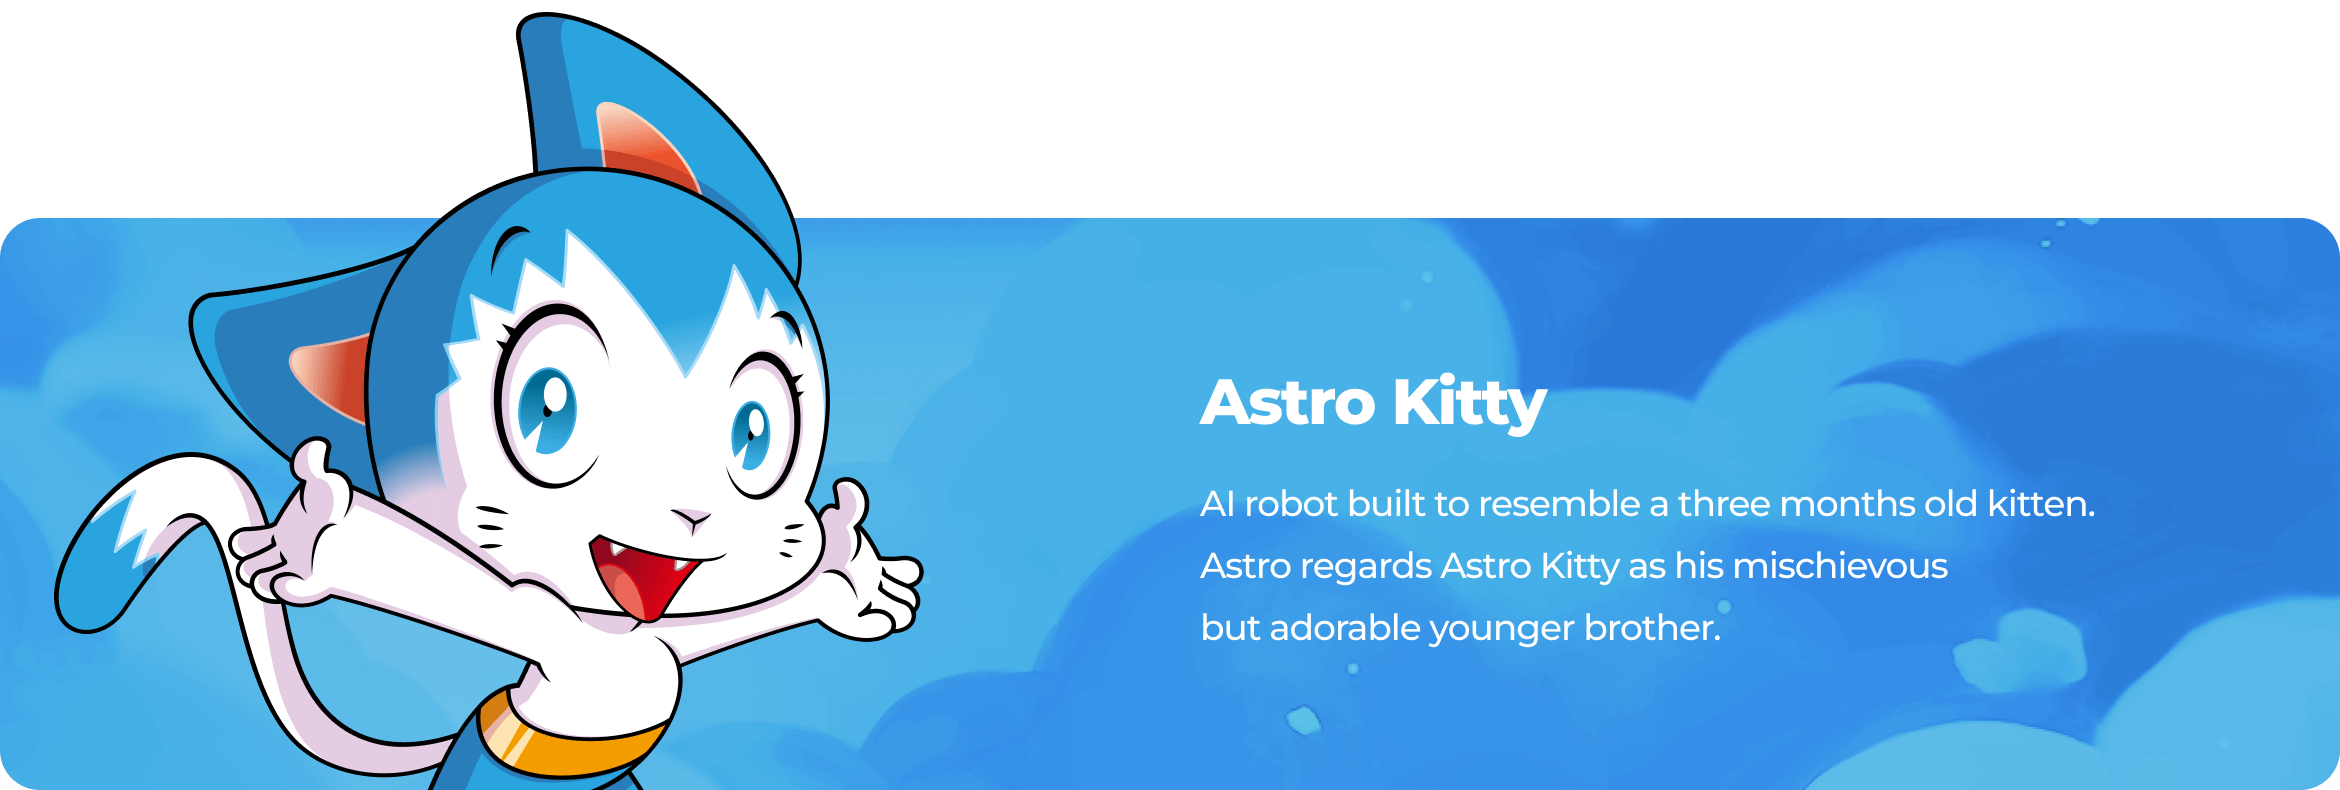 Astro Kitty
AI robot built to resemble a three months old kitten.
Astro regards Astro Kitty as his mischievous
but adorable younger brother.